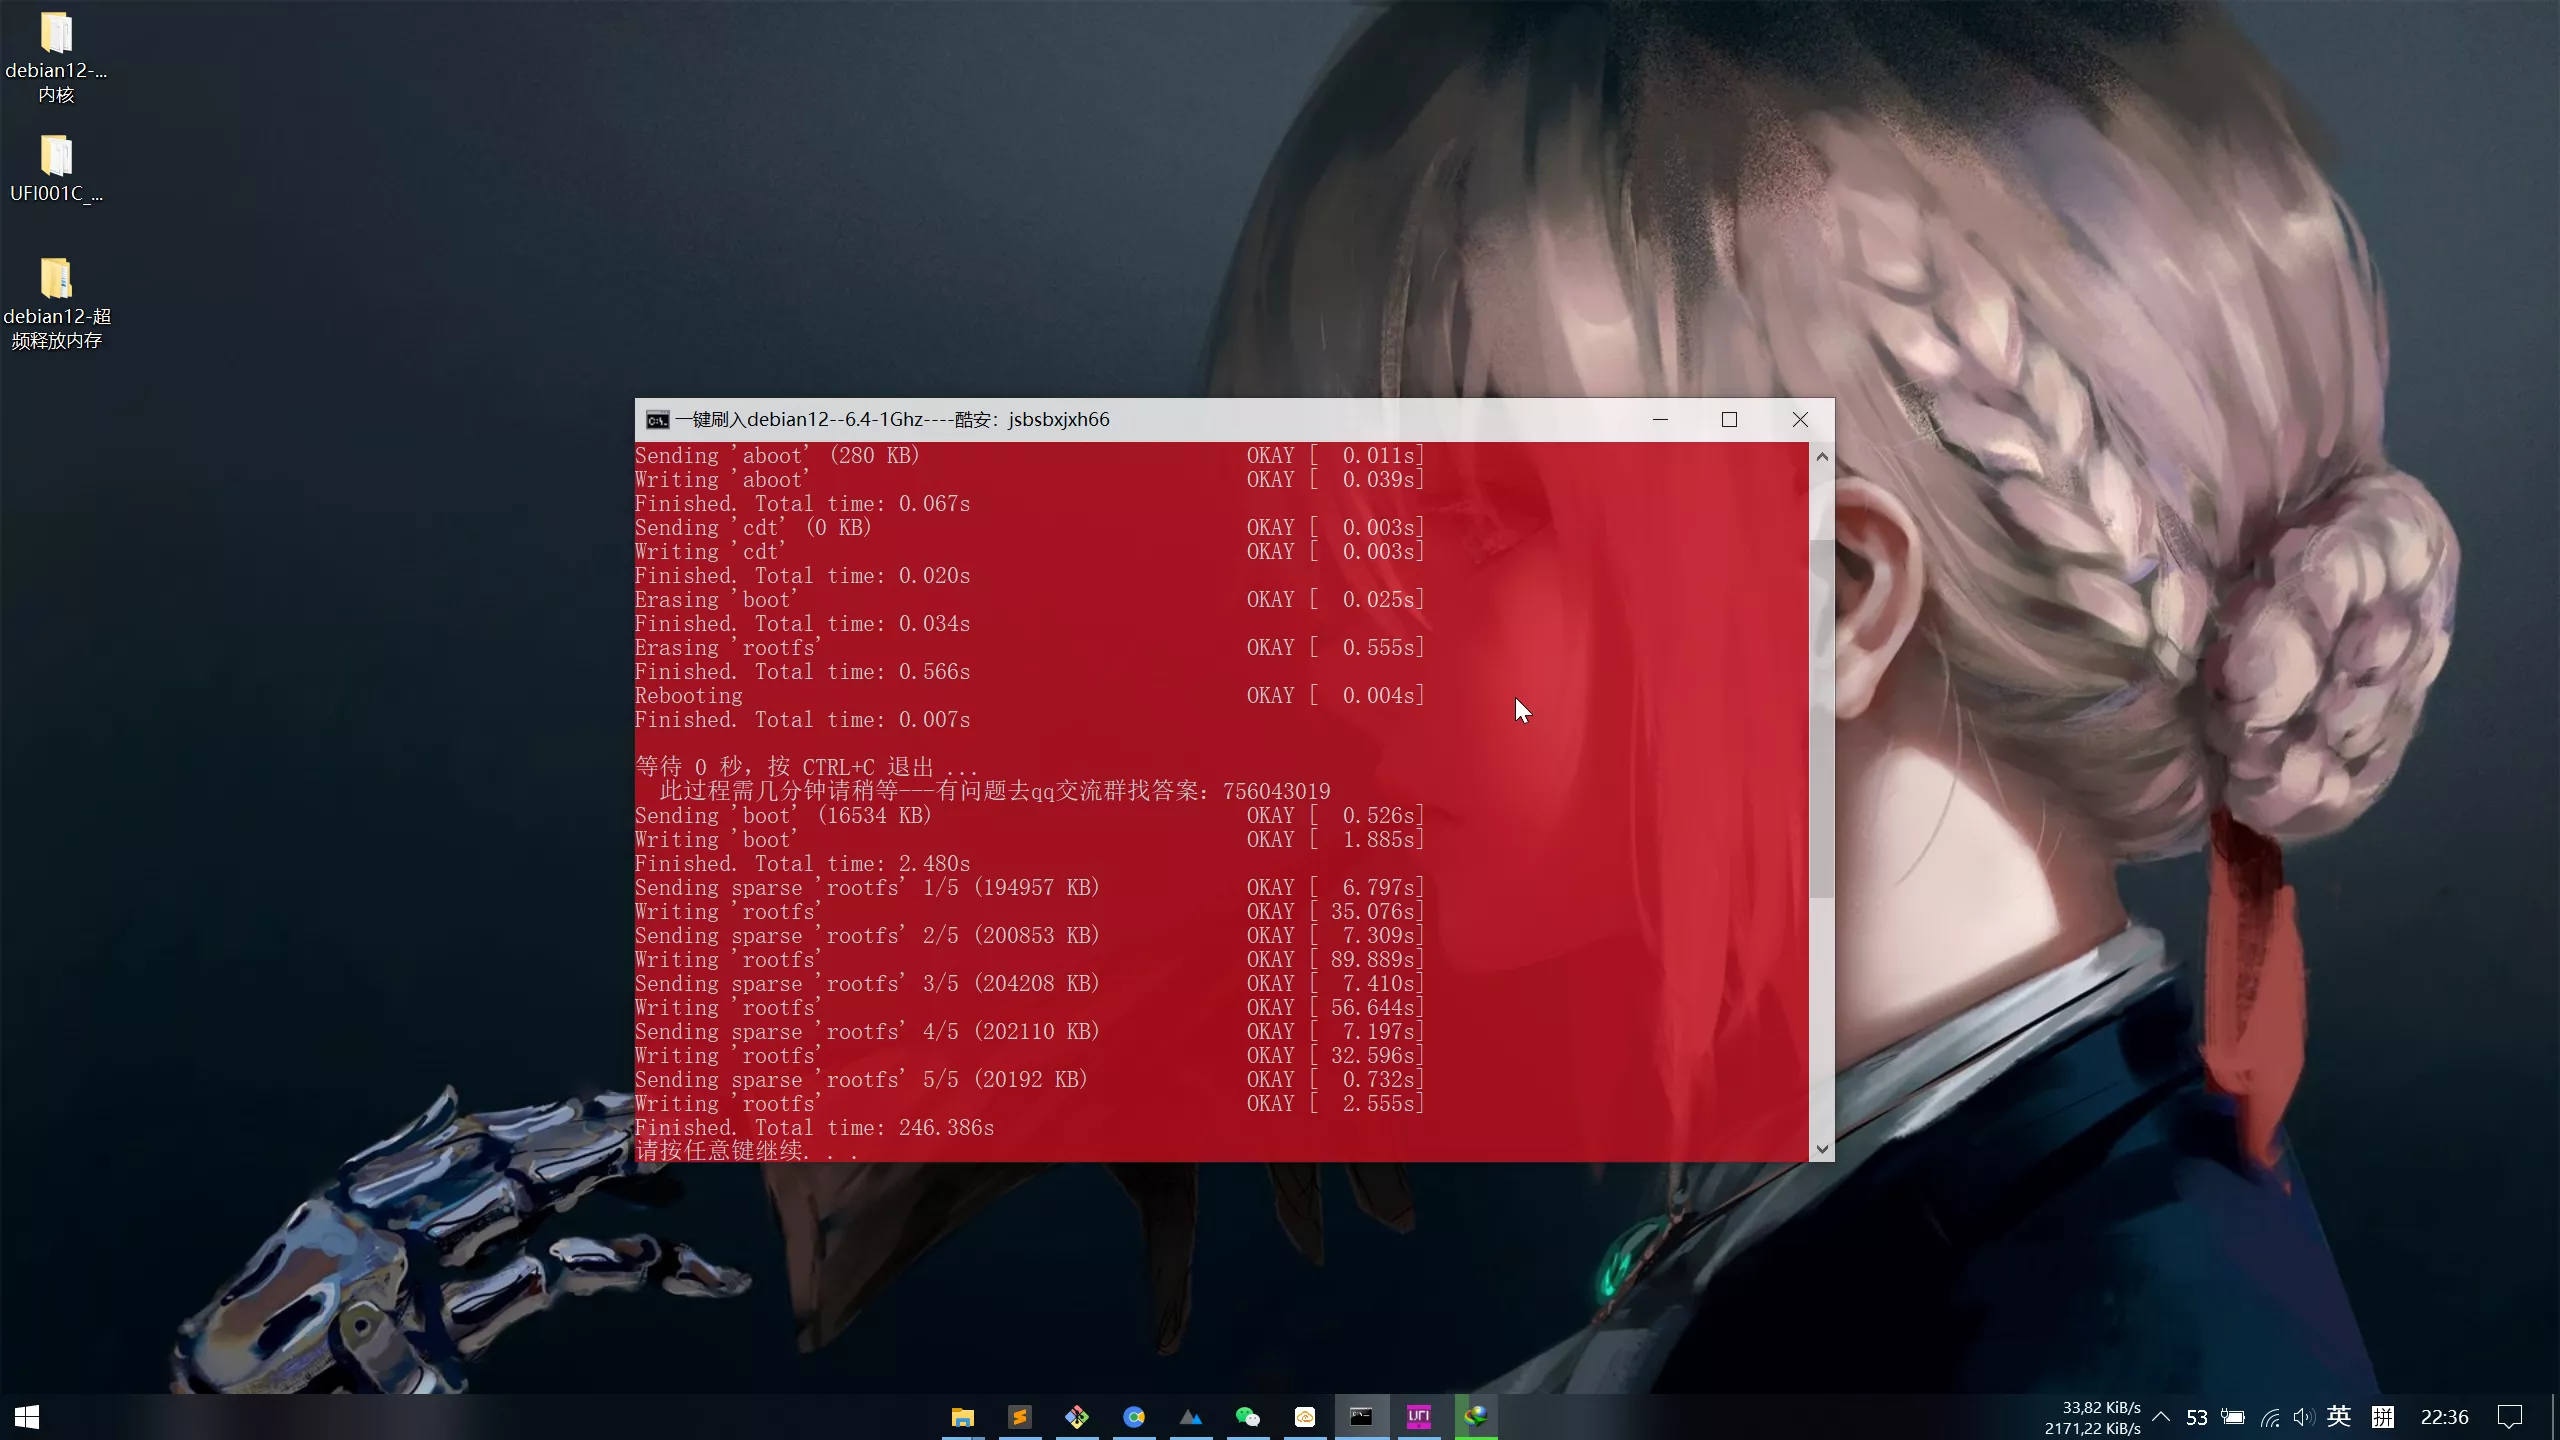 debian12-...
内核
UFI001C_...
debian12-超
频释放内存
一键刷入debian12--6.4-1Ghz----酷安：jsbsbxjxh66
Sending 'aboot' (280 KB) OKAY [ 0.011s]
Writing 'aboot' OKAY [ 0.039s]
Finished. Total time: 0.067s
Sending 'cdt' (0 KB) OKAY [ 0.003s]
Writing 'cdt' OKAY [ 0.003s]
Finished. Total time: 0.020s
Erasing 'boot' OKAY [ 0.025s]
Finished. Total time: 0.034s
Erasing 'rootfs' OKAY [ 0.555s]
Finished. Total time: 0.566s
Rebooting OKAY [ 0.004s]
Finished. Total time: 0.007s
等待 0 秒，按 CTRL+C 退出 ...
此过程需几分钟请稍等---有问题去qq交流群找答案：756043019
Sending 'boot' (16534 KB) OKAY [ 0.526s]
Writing 'boot' OKAY [ 1.885s]
Finished. Total time: 2.480s
Sending sparse 'rootfs' 1/5 (194957 KB) OKAY [ 6.797s]
Writing 'rootfs' OKAY [ 35.076s]
Sending sparse 'rootfs' 2/5 (200853 KB) OKAY [ 7.309s]
Writing 'rootfs' OKAY [ 89.889s]
Sending sparse 'rootfs' 3/5 (204208 KB) OKAY [ 7.410s]
Writing 'rootfs' OKAY [ 56.644s]
Sending sparse 'rootfs' 4/5 (202110 KB) OKAY [ 7.197s]
Writing 'rootfs' OKAY [ 32.596s]
Sending sparse 'rootfs' 5/5 (20192 KB) OKAY [ 0.732s]
Writing 'rootfs' OKAY [ 2.555s]
Finished. Total time: 246.386s
请按任意键继续. . .
33,82 KiB/s
2171,22 KiB/s
53 英 拼 22:36